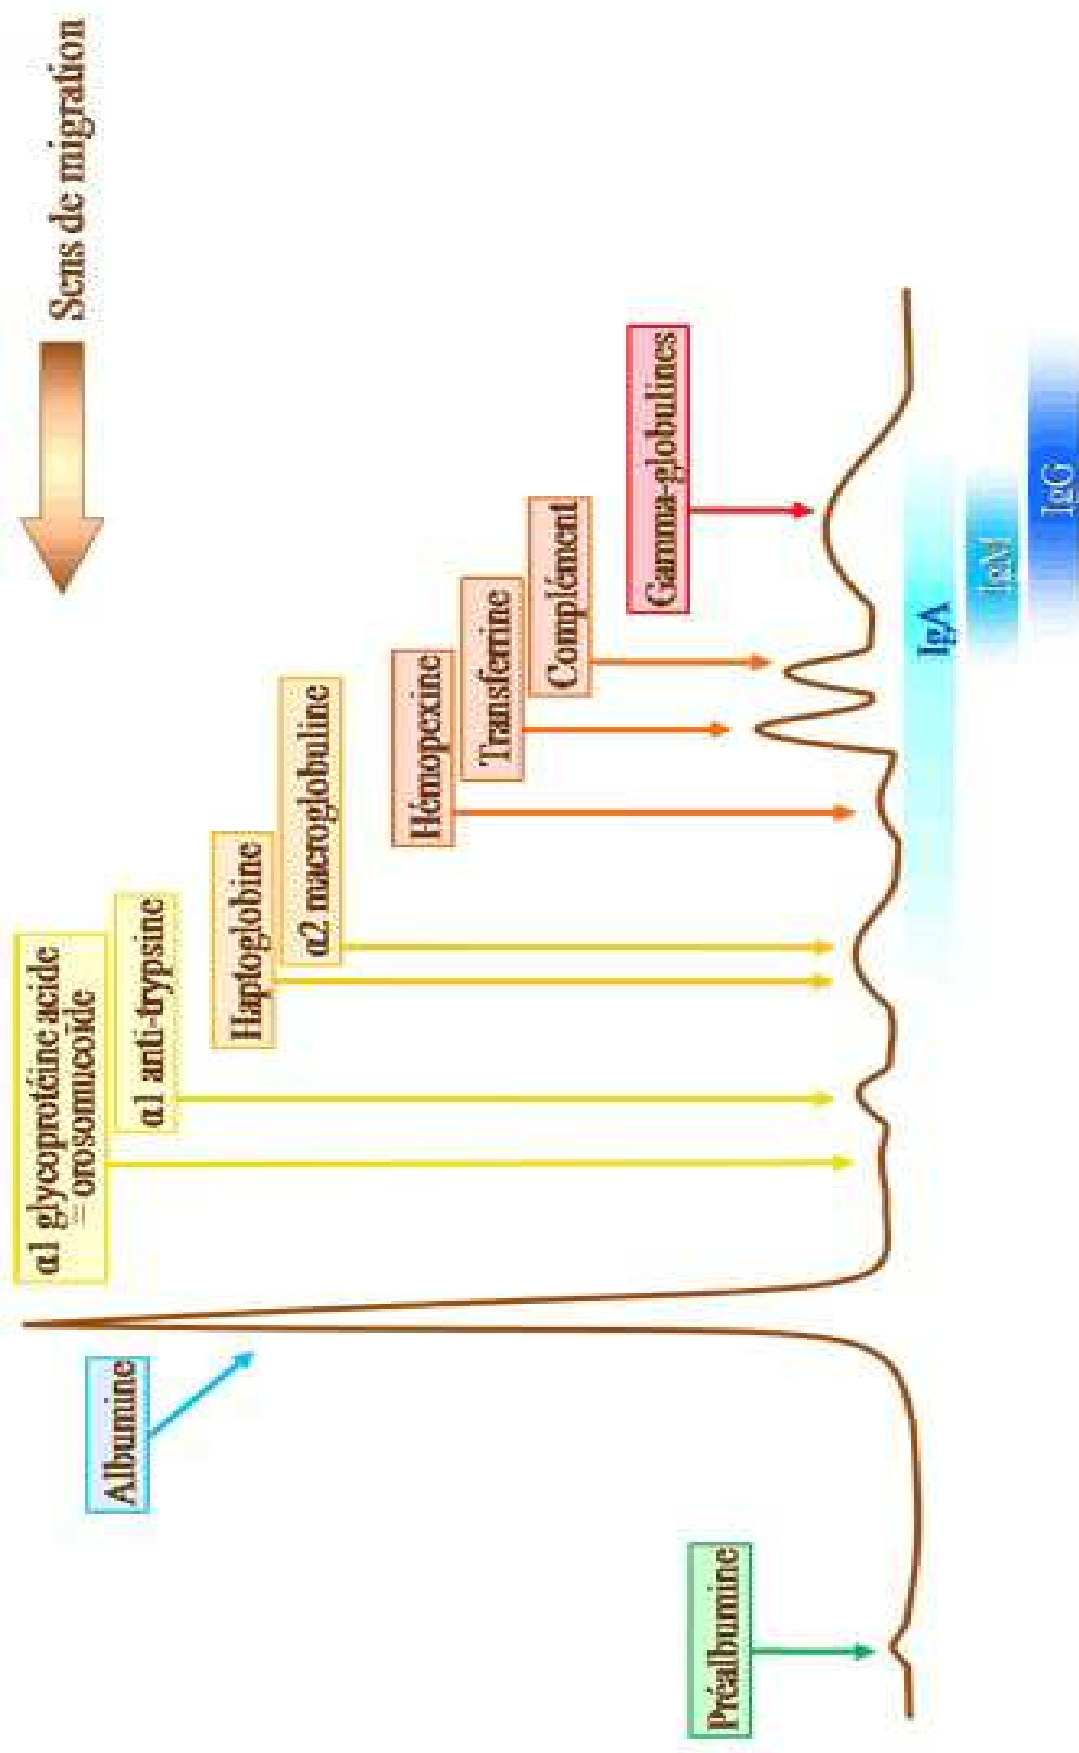 Sens de migration
α1 glycoprotéine acide
= orosomucoïde
α1 anti-trypsine
Albumine
Haptoglobine
α2 macroglobuline
Hémopexine
Transferrine
Complément
Gamma-globulines
Préalbumine
IgA
IgM
IgG